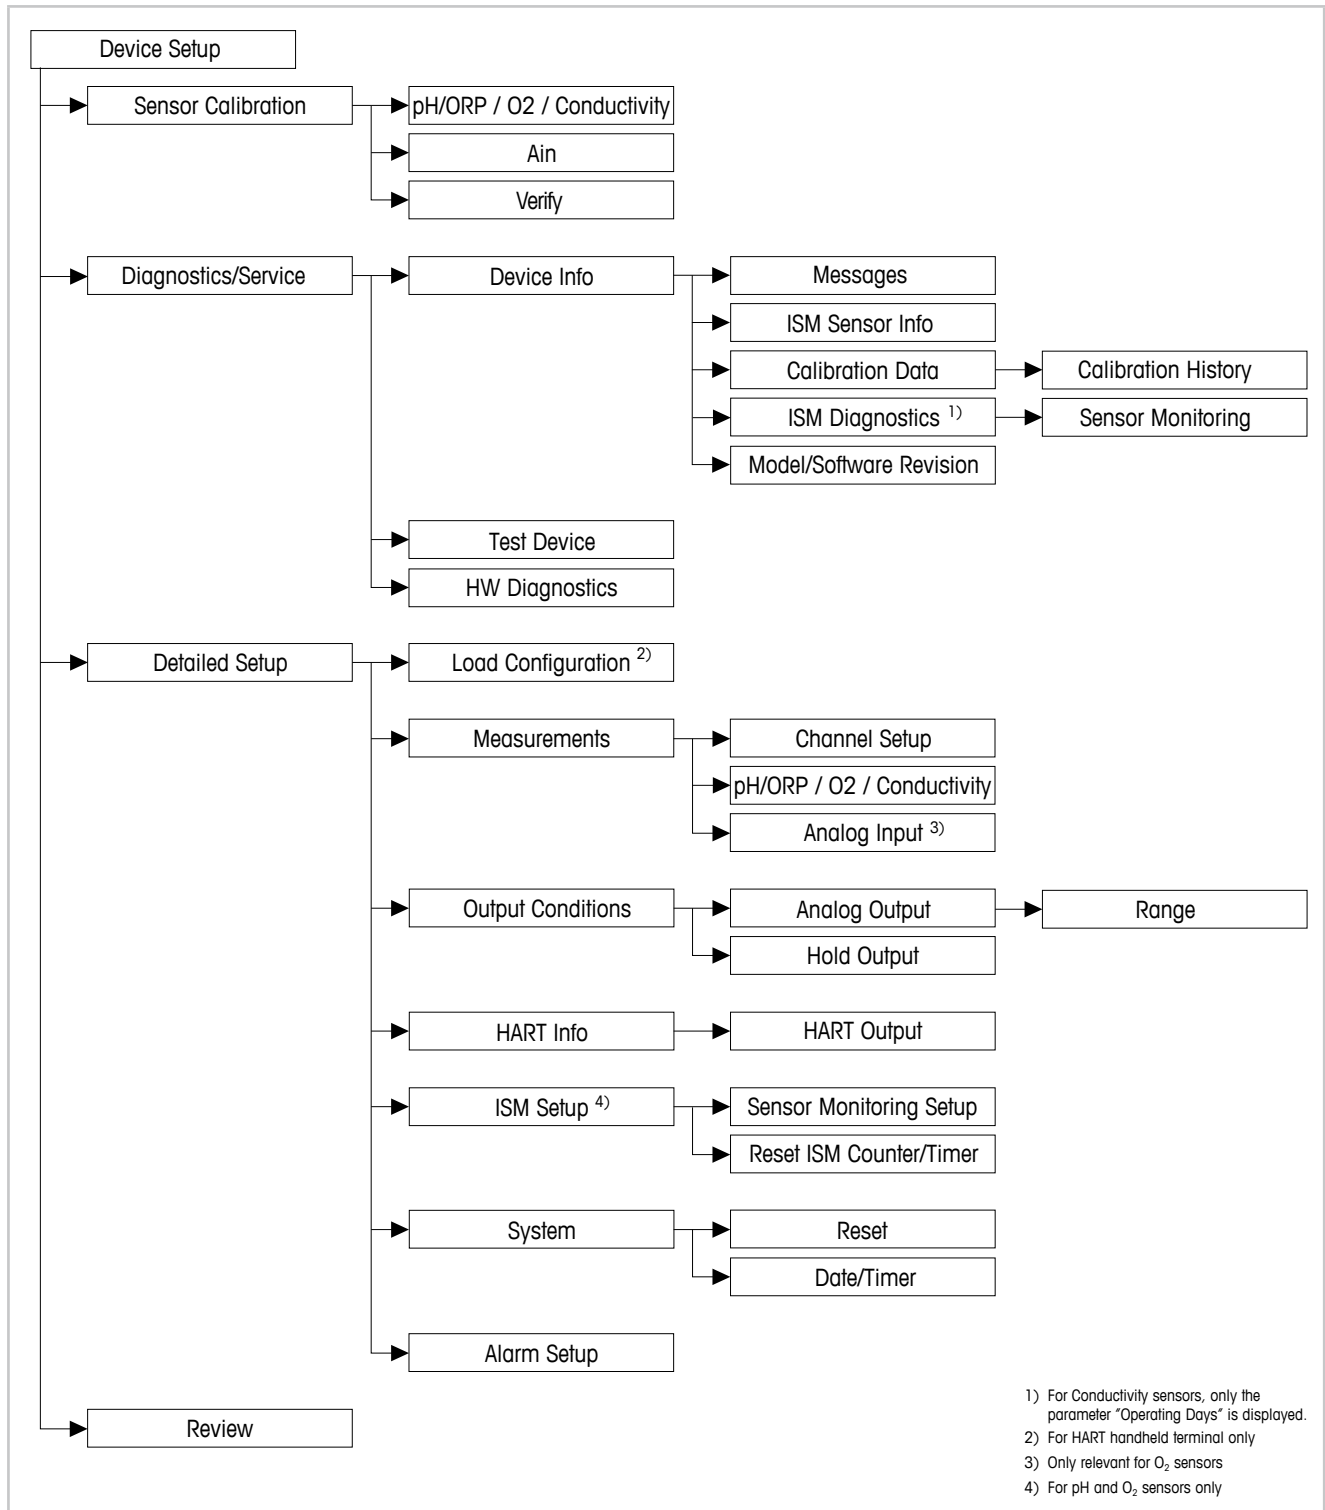 Device Setup
Sensor Calibration
pH/ORP / O2 / Conductivity
Ain
Verify
Diagnostics/Service
Device Info
Messages
ISM Sensor Info
Calibration Data
Calibration History
ISM Diagnostics 1)
Sensor Monitoring
Model/Software Revision
Test Device
HW Diagnostics
Detailed Setup
Load Configuration 2)
Measurements
Channel Setup
pH/ORP / O2 / Conductivity
Analog Input 3)
Output Conditions
Analog Output
Range
Hold Output
HART Info
HART Output
ISM Setup 4)
Sensor Monitoring Setup
Reset ISM Counter/Timer
System
Reset
Date/Timer
Alarm Setup
Review
1) For Conductivity sensors, only the
parameter "Operating Days" is displayed.
2) For HART handheld terminal only
3) Only relevant for O2 sensors
4) For pH and O2 sensors only